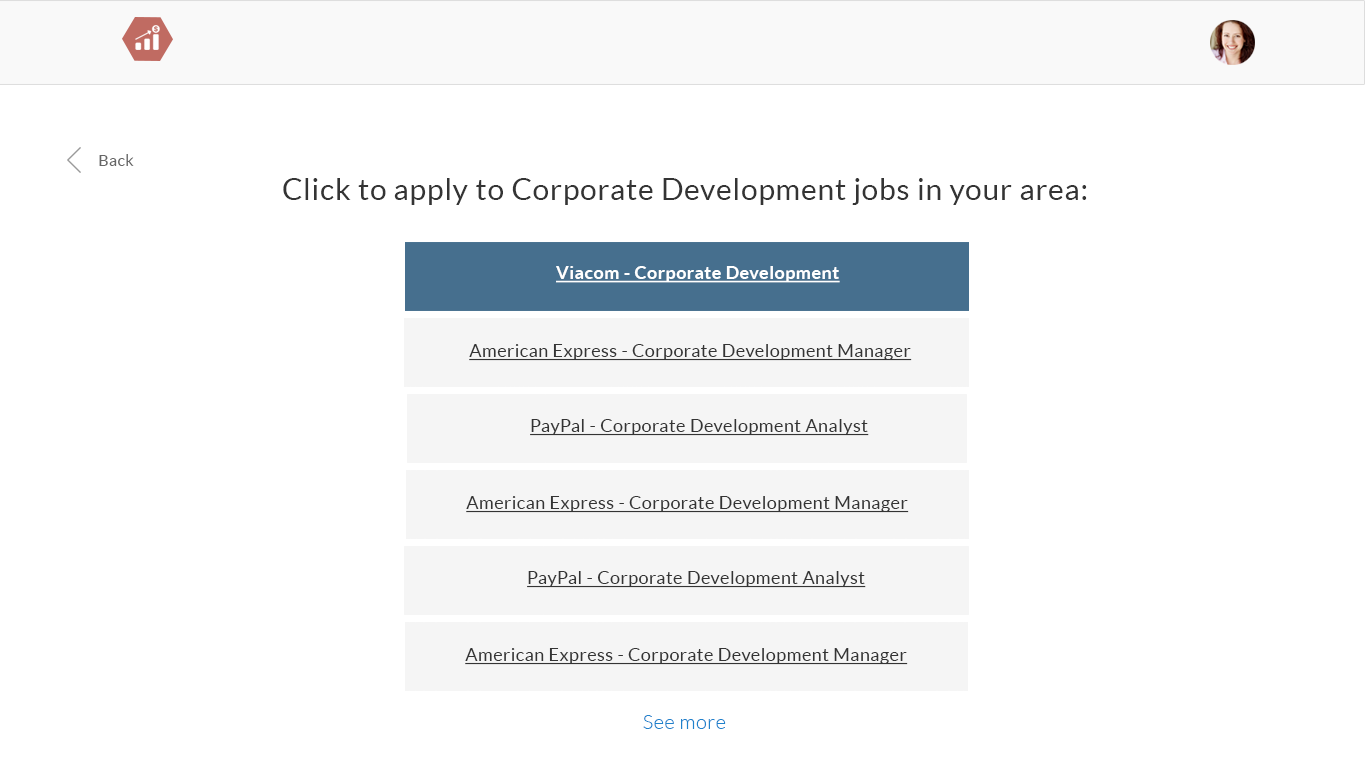 Back
Click to apply to Corporate Development jobs in your area:
Viacom - Corporate Development
American Express - Corporate Development Manager
PayPal - Corporate Development Analyst
American Express - Corporate Development Manager
PayPal - Corporate Development Analyst
American Express - Corporate Development Manager
See more